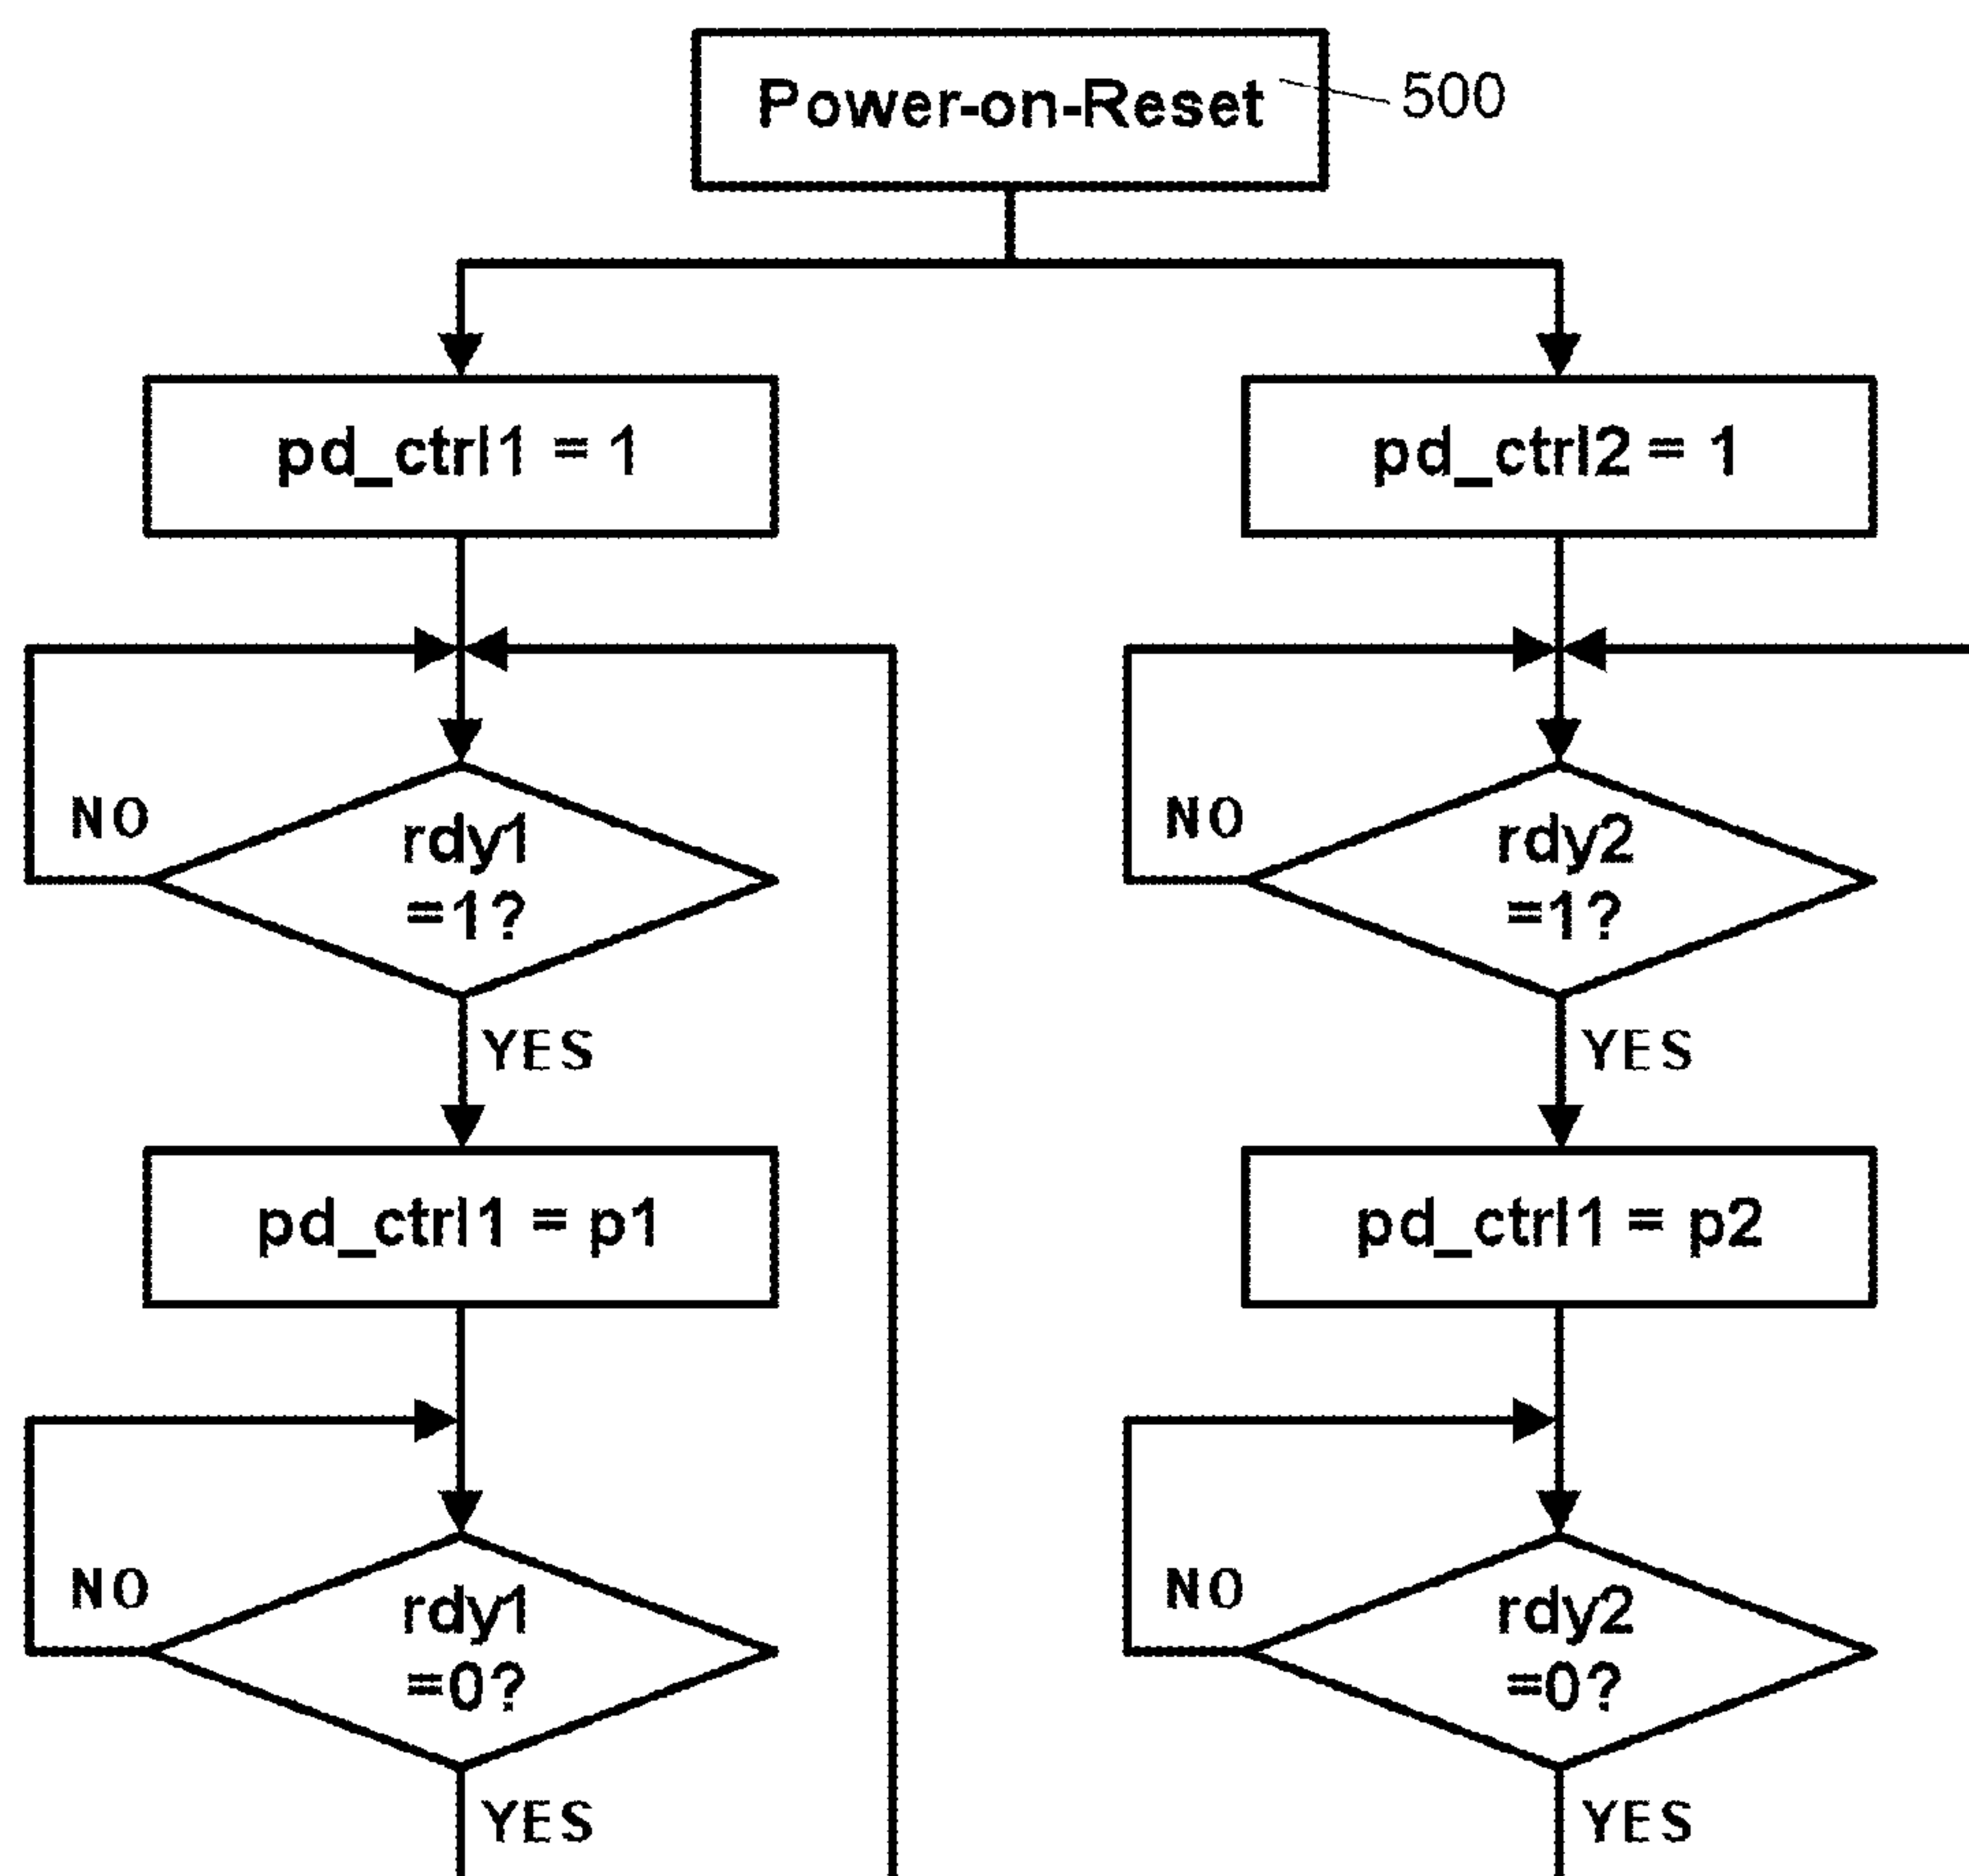 Power-on-Reset
500
pd_ctrl1 = 1
pd_ctrl2 = 1
NO
rdy1
=1?
NO
rdy2
=1?
YES
YES
pd_ctrl1 = p1
pd_ctrl1 = p2
NO
rdy1
=0?
NO
rdy2
=0?
YES
YES